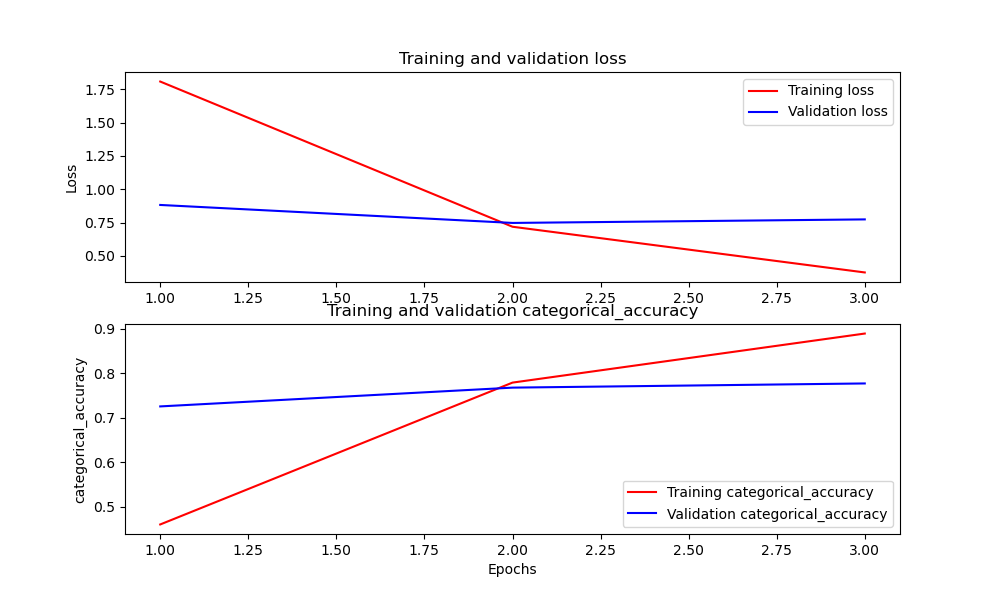 Training and validation loss
Loss
1.75
1.50
1.25
1.00
0.75
0.50
Training loss
Validation loss
1.00 1.25 1.50 1.75 2.00 2.25 2.50 2.75 3.00
Training and validation categorical_accuracy
categorical_accuracy
0.9
0.8
0.7
0.6
0.5
Training categorical_accuracy
Validation categorical_accuracy
1.00 1.25 1.50 1.75 2.00 2.25 2.50 2.75 3.00
Epochs